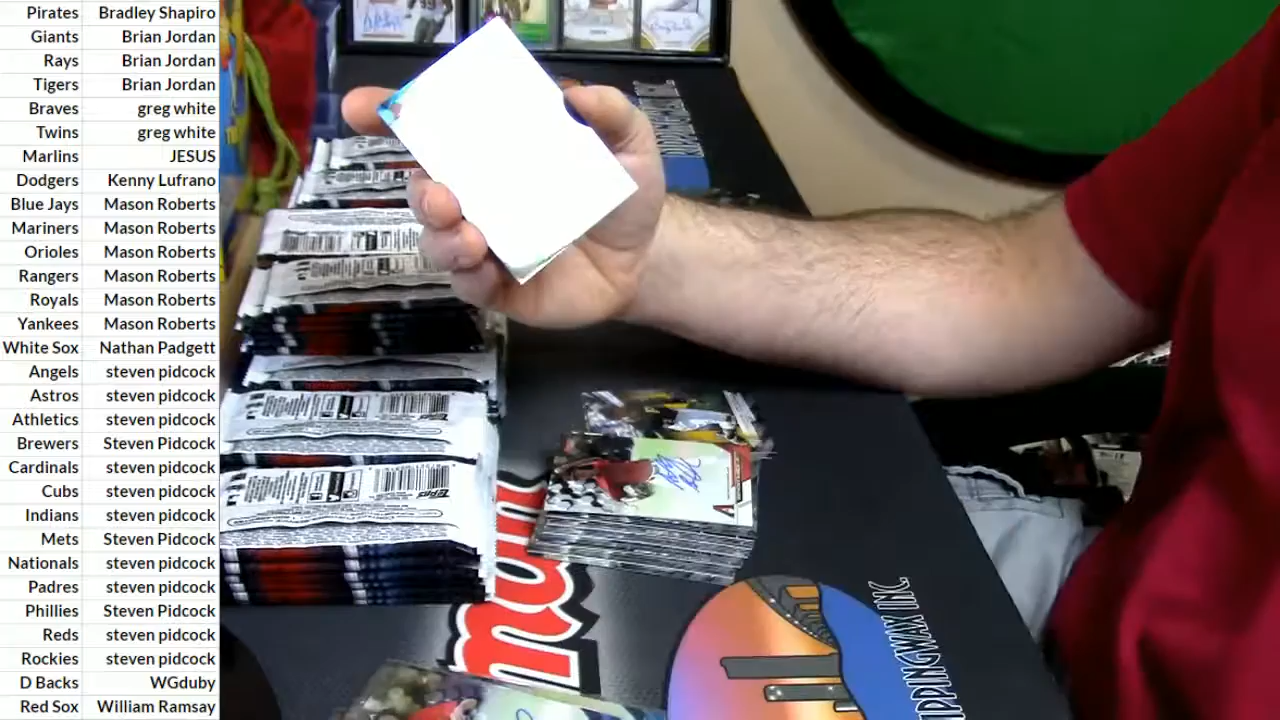 Pirates Bradley Shapiro
Giants Brian Jordan
Rays Brian Jordan
Tigers Brian Jordan
Braves greg white
Twins greg white
Marlins JESUS
Dodgers Kenny Lufrano
Blue Jays Mason Roberts
Mariners Mason Roberts
Orioles Mason Roberts
Rangers Mason Roberts
Royals Mason Roberts
Yankees Mason Roberts
White Sox Nathan Padgett
Angels steven pidcock
Astros steven pidcock
Athletics steven pidcock
Brewers Steven Pidcock
Cardinals steven pidcock
Cubs steven pidcock
Indians steven pidcock
Mets Steven Pidcock
Nationals steven pidcock
Padres steven pidcock
Phillies Steven Pidcock
Reds steven pidcock
Rockies steven pidcock
D Backs WGduby
Red Sox William Ramsay
Topps
Topps
IPPINGWAX INC.